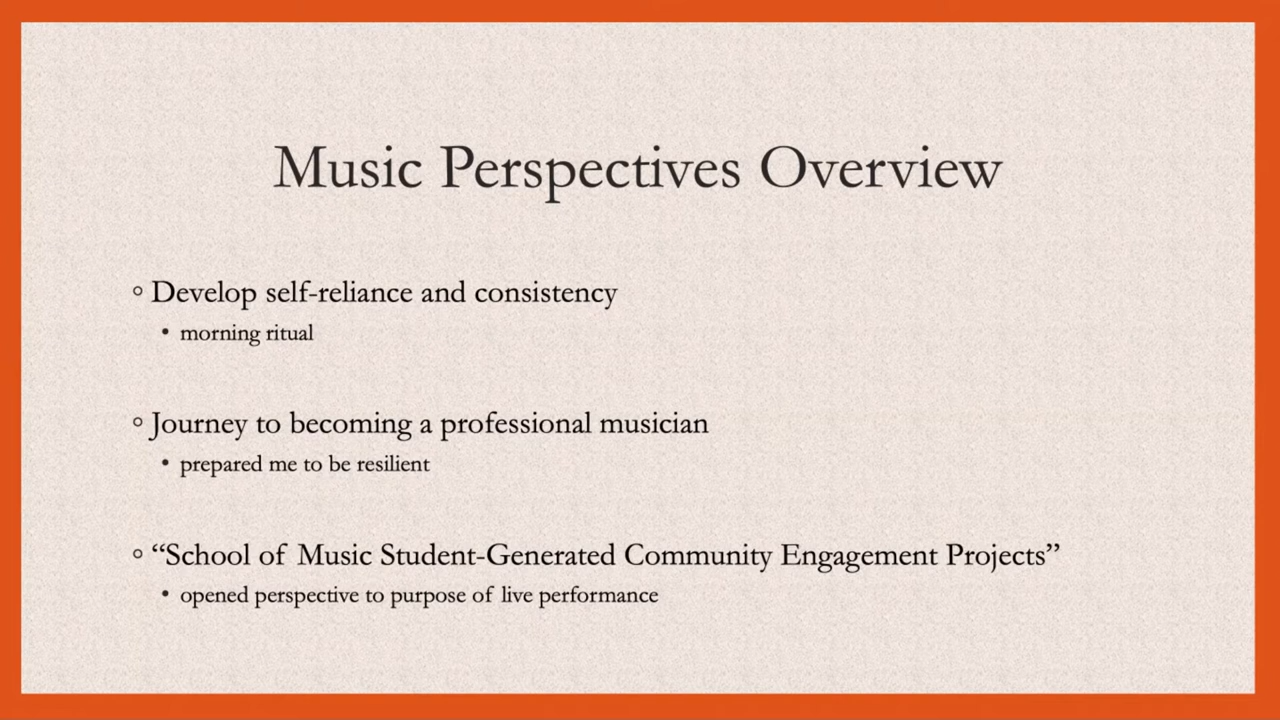 Music Perspectives Overview
Develop self-reliance and consistency
morning ritual
Journey to becoming a professional musician
prepared me to be resilient
“School of Music Student-Generated Community Engagement Projects”
opened perspective to purpose of live performance